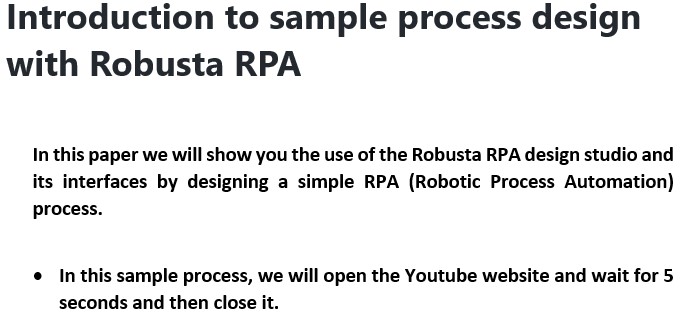 Introduction to sample process design
with Robusta RPA
In this paper we will show you the use of the Robusta RPA design studio and
its interfaces by designing a simple RPA (Robotic Process Automation)
process.
• In this sample process, we will open the Youtube website and wait for 5
seconds and then close it.